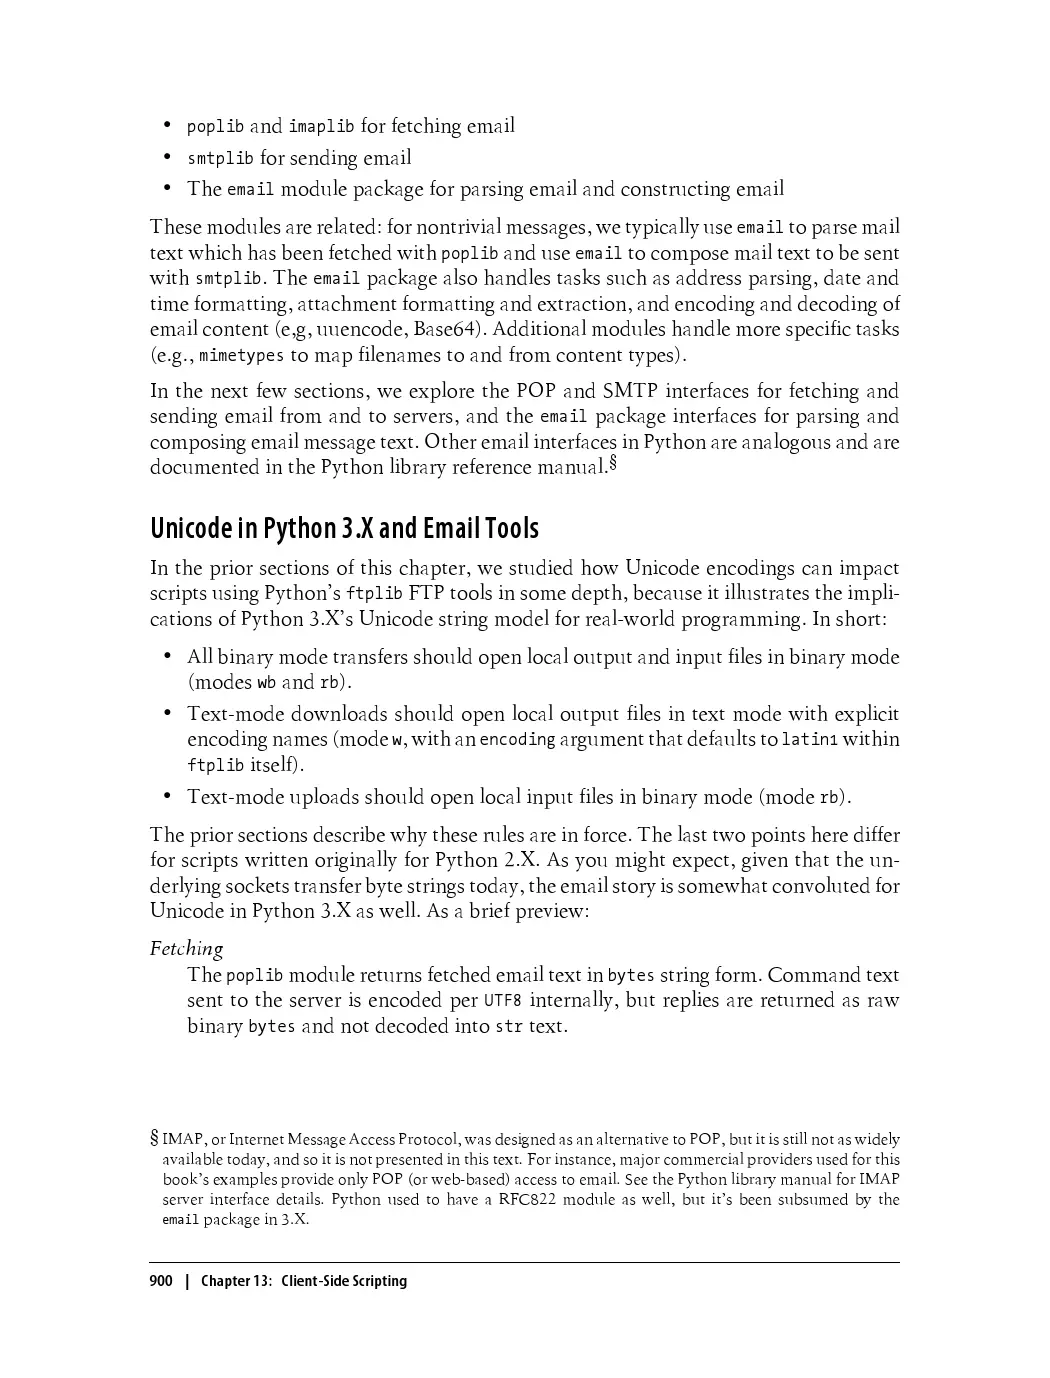 • poplib and imaplib for fetching email
• smtplib for sending email
• The email module package for parsing email and constructing email
These modules are related: for nontrivial messages, we typically use email to parse mail
text which has been fetched with poplib and use email to compose mail text to be sent
with smtplib. The email package also handles tasks such as address parsing, date and
time formatting, attachment formatting and extraction, and encoding and decoding of
email content (e,g, uuencode, Base64). Additional modules handle more specific tasks
(e.g., mimetypes to map filenames to and from content types).
In the next few sections, we explore the POP and SMTP interfaces for fetching and
sending email from and to servers, and the email package interfaces for parsing and
composing email message text. Other email interfaces in Python are analogous and are
documented in the Python library reference manual.§
Unicode in Python 3.X and Email Tools
In the prior sections of this chapter, we studied how Unicode encodings can impact
scripts using Python’s ftplib FTP tools in some depth, because it illustrates the impli-
cations of Python 3.X’s Unicode string model for real-world programming. In short:
• All binary mode transfers should open local output and input files in binary mode
(modes wb and rb).
• Text-mode downloads should open local output files in text mode with explicit
encoding names (mode w, with an encoding argument that defaults to latin1 within
ftplib itself).
• Text-mode uploads should open local input files in binary mode (mode rb).
The prior sections describe why these rules are in force. The last two points here differ
for scripts written originally for Python 2.X. As you might expect, given that the un-
derlying sockets transfer byte strings today, the email story is somewhat convoluted for
Unicode in Python 3.X as well. As a brief preview:
Fetching
The poplib module returns fetched email text in bytes string form. Command text
sent to the server is encoded per UTF8 internally, but replies are returned as raw
binary bytes and not decoded into str text.
§ IMAP, or Internet Message Access Protocol, was designed as an alternative to POP, but it is still not as widely
available today, and so it is not presented in this text. For instance, major commercial providers used for this
book’s examples provide only POP (or web-based) access to email. See the Python library manual for IMAP
server interface details. Python used to have a RFC822 module as well, but it’s been subsumed by the
email package in 3.X.
900 | Chapter 13: Client-Side Scripting